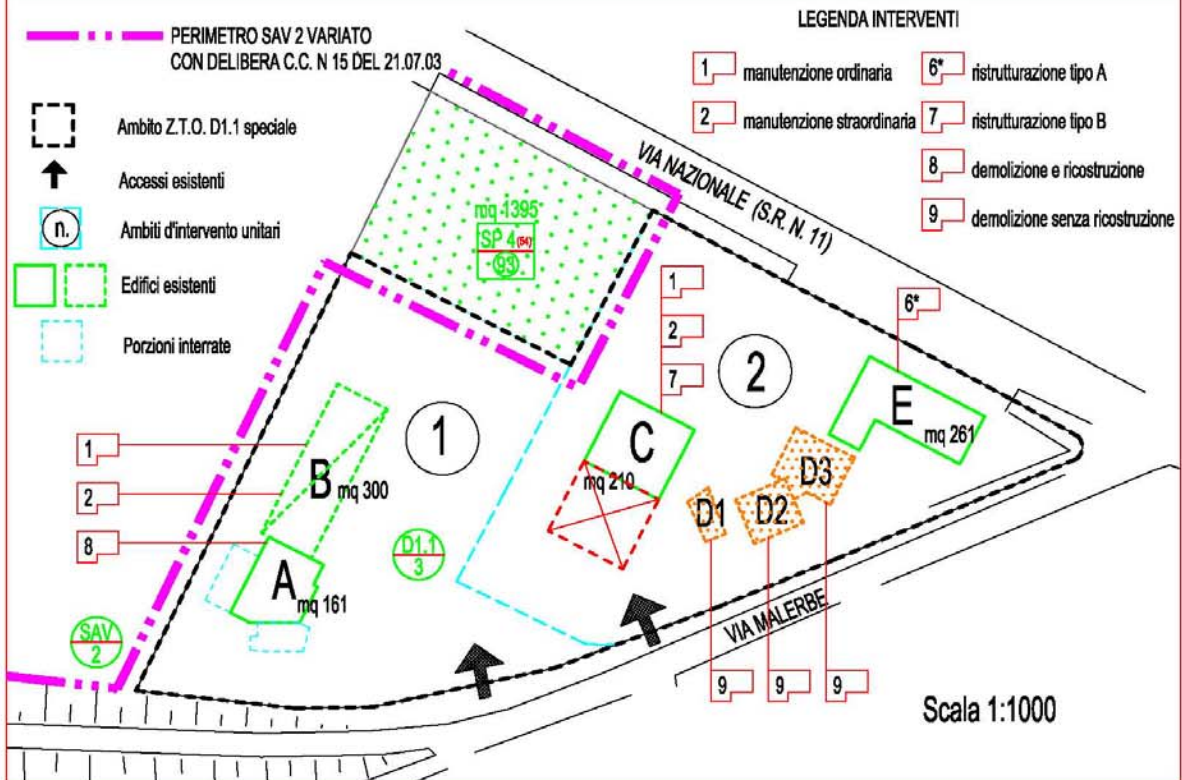 PERIMETRO SAV 2 VARIATO
CON DELIBERA C.C. N 15 DEL 21.07.03
Ambito Z.T.O. D1.1 speciale
Accessi esistenti
n.
Ambiti d'intervento unitari
Edifici esistenti
Porzioni interrate
LEGENDA INTERVENTI
1 manutenzione ordinaria
2 manutenzione straordinaria
6* ristrutturazione tipo A
7 ristrutturazione tipo B
8 demolizione e ricostruzione
9 demolizione senza ricostruzione
VIA NAZIONALE (S.R. N. 11)
mq 1395
SP 4 (54)
93
1
2
7
6*
2
1
E
mq 261
C
mq 210
D3
D1
D2
1
2
8
B
mq 300
D1.1
3
A
mq 161
SAV
2
VIA MALERBE
9
9
9
Scala 1:1000